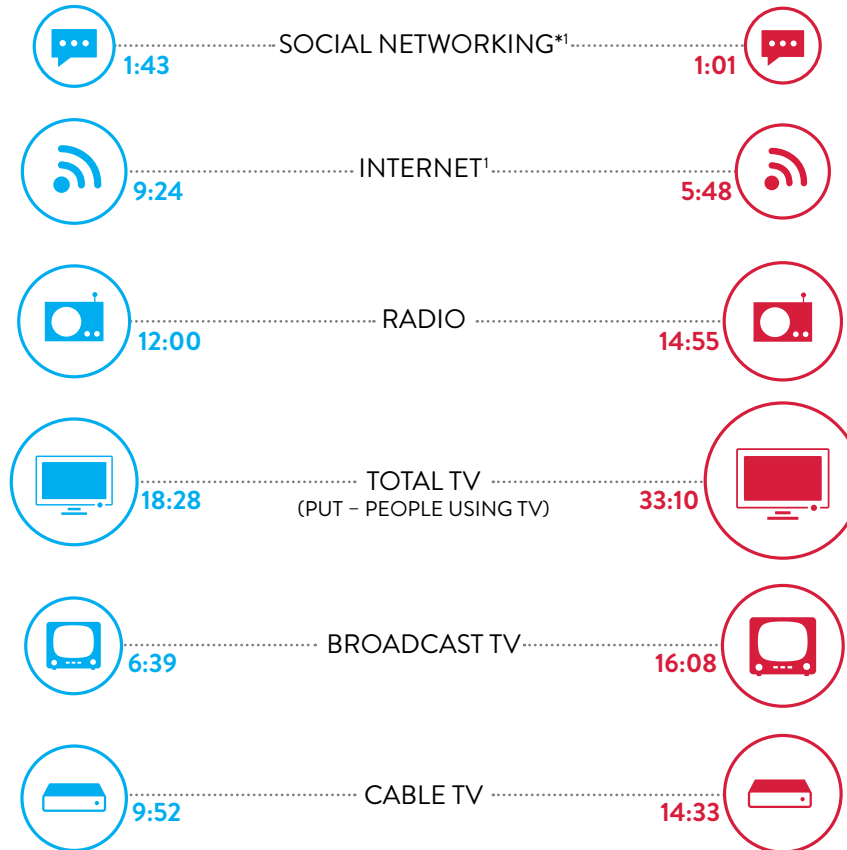 SOCIAL NETWORKING*¹
1:43 1:01
INTERNET¹
9:24 5:48
RADIO
12:00 14:55
TOTAL TV
18:28 (PUT – PEOPLE USING TV) 33:10
BROADCAST TV
6:39 16:08
CABLE TV
9:52 14:33